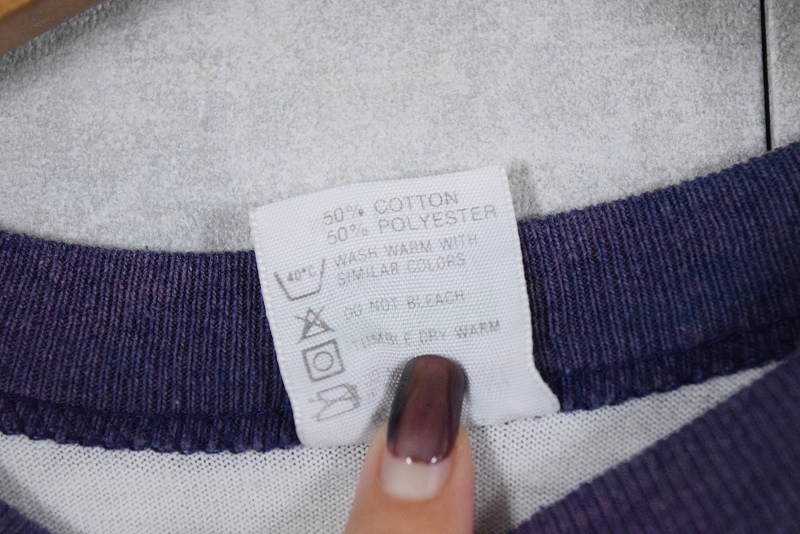 50% COTTON
50% POLYESTER
WASH WARM WITH
SIMILAR COLORS
40°C
DO NOT BLEACH
TUMBLE DRY WARM